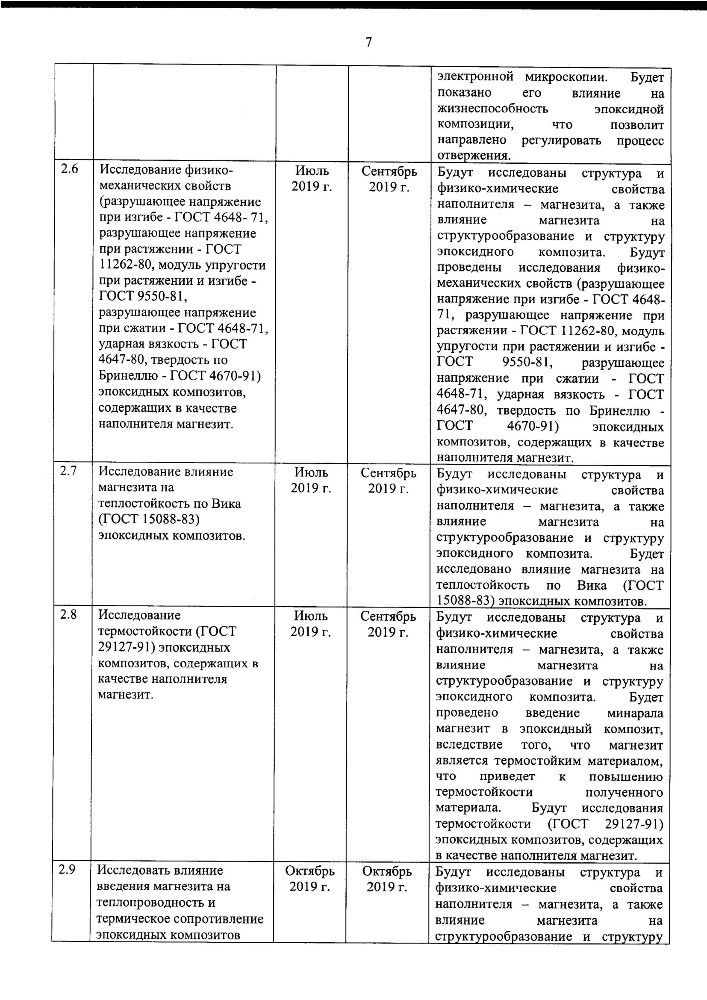 7
электронной микроскопии. Будет
показано его влияние на
жизнеспособность эпоксидной
композиции, что позволит
направлено регулировать процесс
отвержения.
2.6
Исследование физико-
механических свойств
(разрушающее напряжение
при изгибе - ГОСТ 4648- 71,
разрушающее напряжение
при растяжении - ГОСТ
11262-80, модуль упругости
при растяжении и изгибе -
ГОСТ 9550-81,
разрушающее напряжение
при сжатии - ГОСТ 4648-71,
ударная вязкость - ГОСТ
4647-80, твердость по
Бринеллю - ГОСТ 4670-91)
эпоксидных композитов,
содержащих в качестве
наполнителя магнезит.
Июль
2019 г.
Сентябрь
2019 г.
Будут исследованы структура и
физико-химические свойства
наполнителя – магнезита, а также
влияние магнезита на
структурообразование и структуру
эпоксидного композита. Будут
проведены исследования физико-
механических свойств (разрушающее
напряжение при изгибе - ГОСТ 4648-
71, разрушающее напряжение при
растяжении - ГОСТ 11262-80, модуль
упругости при растяжении и изгибе -
ГОСТ 9550-81, разрушающее
напряжение при сжатии - ГОСТ
4648-71, ударная вязкость - ГОСТ
4647-80, твердость по Бринеллю -
ГОСТ 4670-91) эпоксидных
композитов, содержащих в качестве
наполнителя магнезит.
2.7
Исследование влияние
магнезита на
теплостойкость по Вика
(ГОСТ 15088-83)
эпоксидных композитов.
Июль
2019 г.
Сентябрь
2019 г.
Будут исследованы структура и
физико-химические свойства
наполнителя – магнезита, а также
влияние магнезита на
структурообразование и структуру
эпоксидного композита. Будет
исследовано влияние магнезита на
теплостойкость по Вика (ГОСТ
15088-83) эпоксидных композитов.
2.8
Исследование
термостойкости (ГОСТ
29127-91) эпоксидных
композитов, содержащих в
качестве наполнителя
магнезит.
Июль
2019 г.
Сентябрь
2019 г.
Будут исследованы структура и
физико-химические свойства
наполнителя – магнезита, а также
влияние магнезита на
структурообразование и структуру
эпоксидного композита. Будет
проведено введение минарала
магнезит в эпоксидный композит,
вследствие того, что магнезит
является термостойким материалом,
что приведет к повышению
термостойкости полученного
материала. Будут исследования
термостойкости (ГОСТ 29127-91)
эпоксидных композитов, содержащих
в качестве наполнителя магнезит.
2.9
Исследовать влияние
введения магнезита на
теплопроводность и
термическое сопротивление
эпоксидных композитов
Октябрь
2019 г.
Октябрь
2019 г.
Будут исследованы структура и
физико-химические свойства
наполнителя – магнезита, а также
влияние магнезита на
структурообразование и структуру